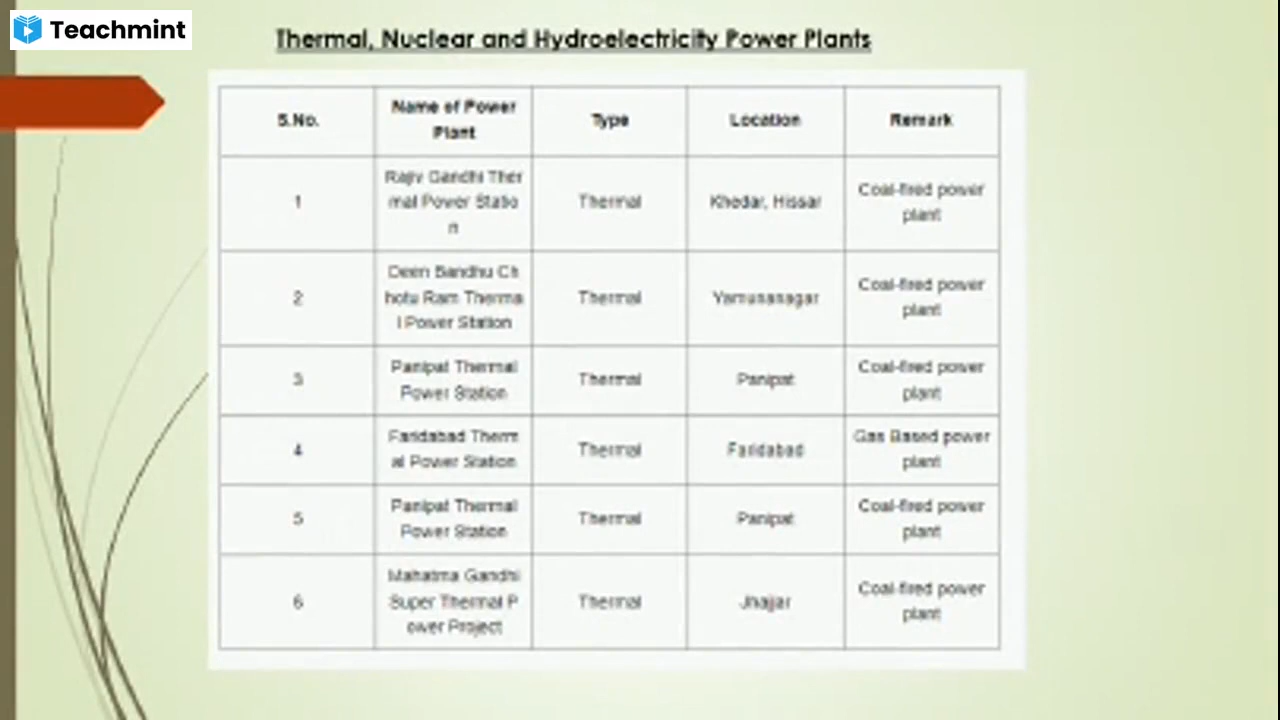 Teachmint
Thermal, Nuclear and Hydroelectricity Power Plants
S.No.
Name of Power
Plant
Type
Location
Remark
1
Rajiv Gandhi Ther
mal Power Statio
n
Thermal
Khedar, Hissar
Coal-fired power
plant
2
Deen Bandhu Ch
hotu Ram Therma
l Power Station
Thermal
Yamunanagar
Coal-fired power
plant
3
Panipat Thermal
Power Station
Thermal
Panipat
Coal-fired power
plant
4
Faridabad Therm
al Power Station
Thermal
Faridabad
Gas Based power
plant
5
Panipat Thermal
Power Station
Thermal
Panipat
Coal-fired power
plant
6
Mahatma Gandhi
Super Thermal P
ower Project
Thermal
Jhajjar
Coal-fired power
plant